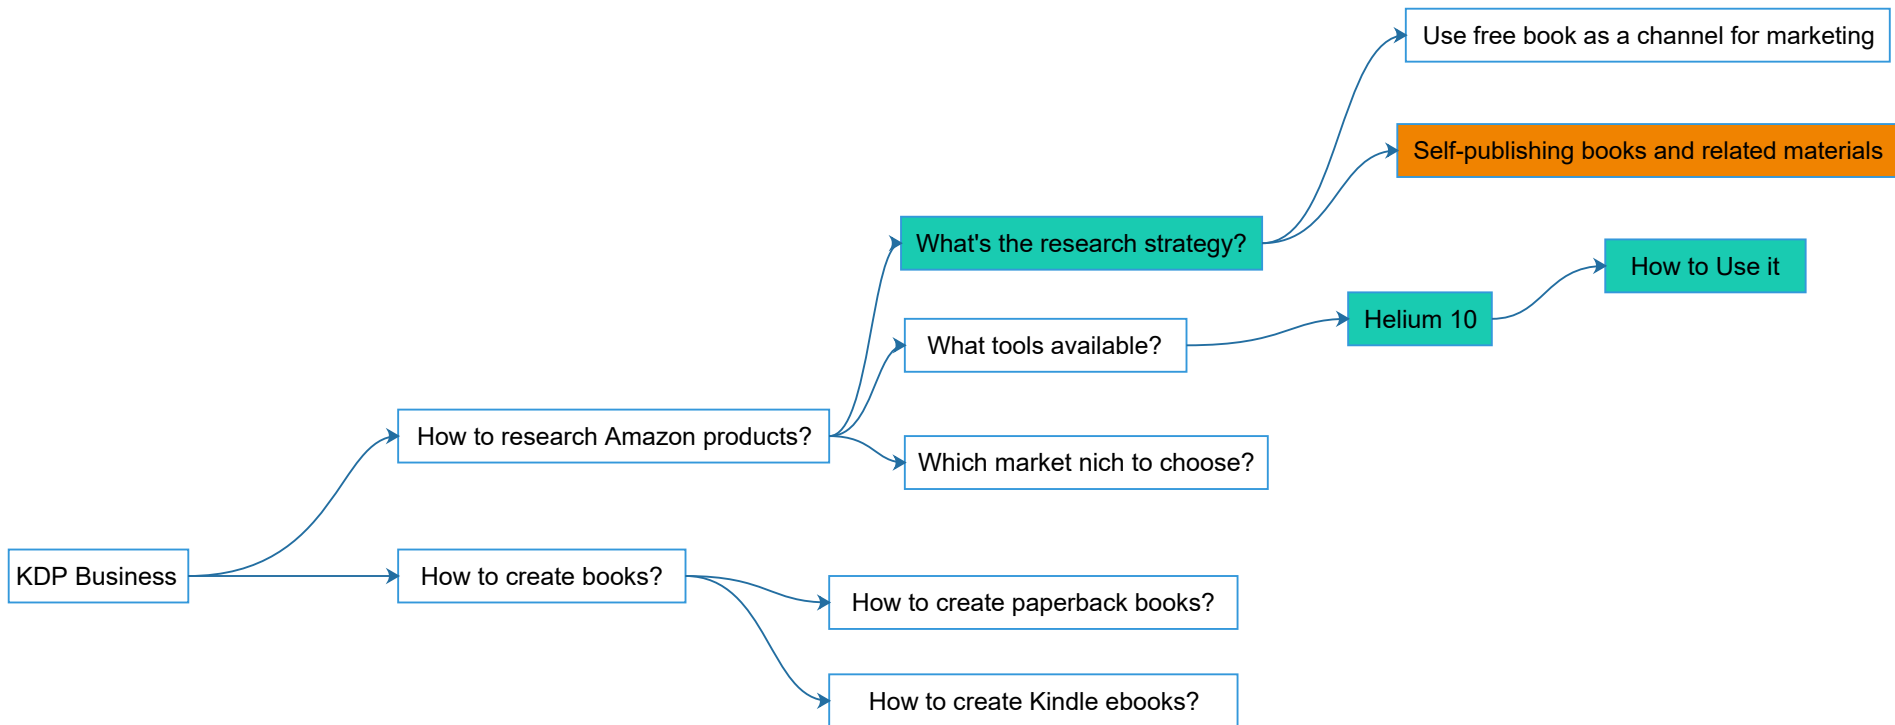 Use free book as a channel for marketing
Self-publishing books and related materials
What's the research strategy?
How to Use it
Helium 10
What tools available?
How to research Amazon products?
Which market nich to choose?
KDP Business
How to create books?
How to create paperback books?
How to create Kindle ebooks?